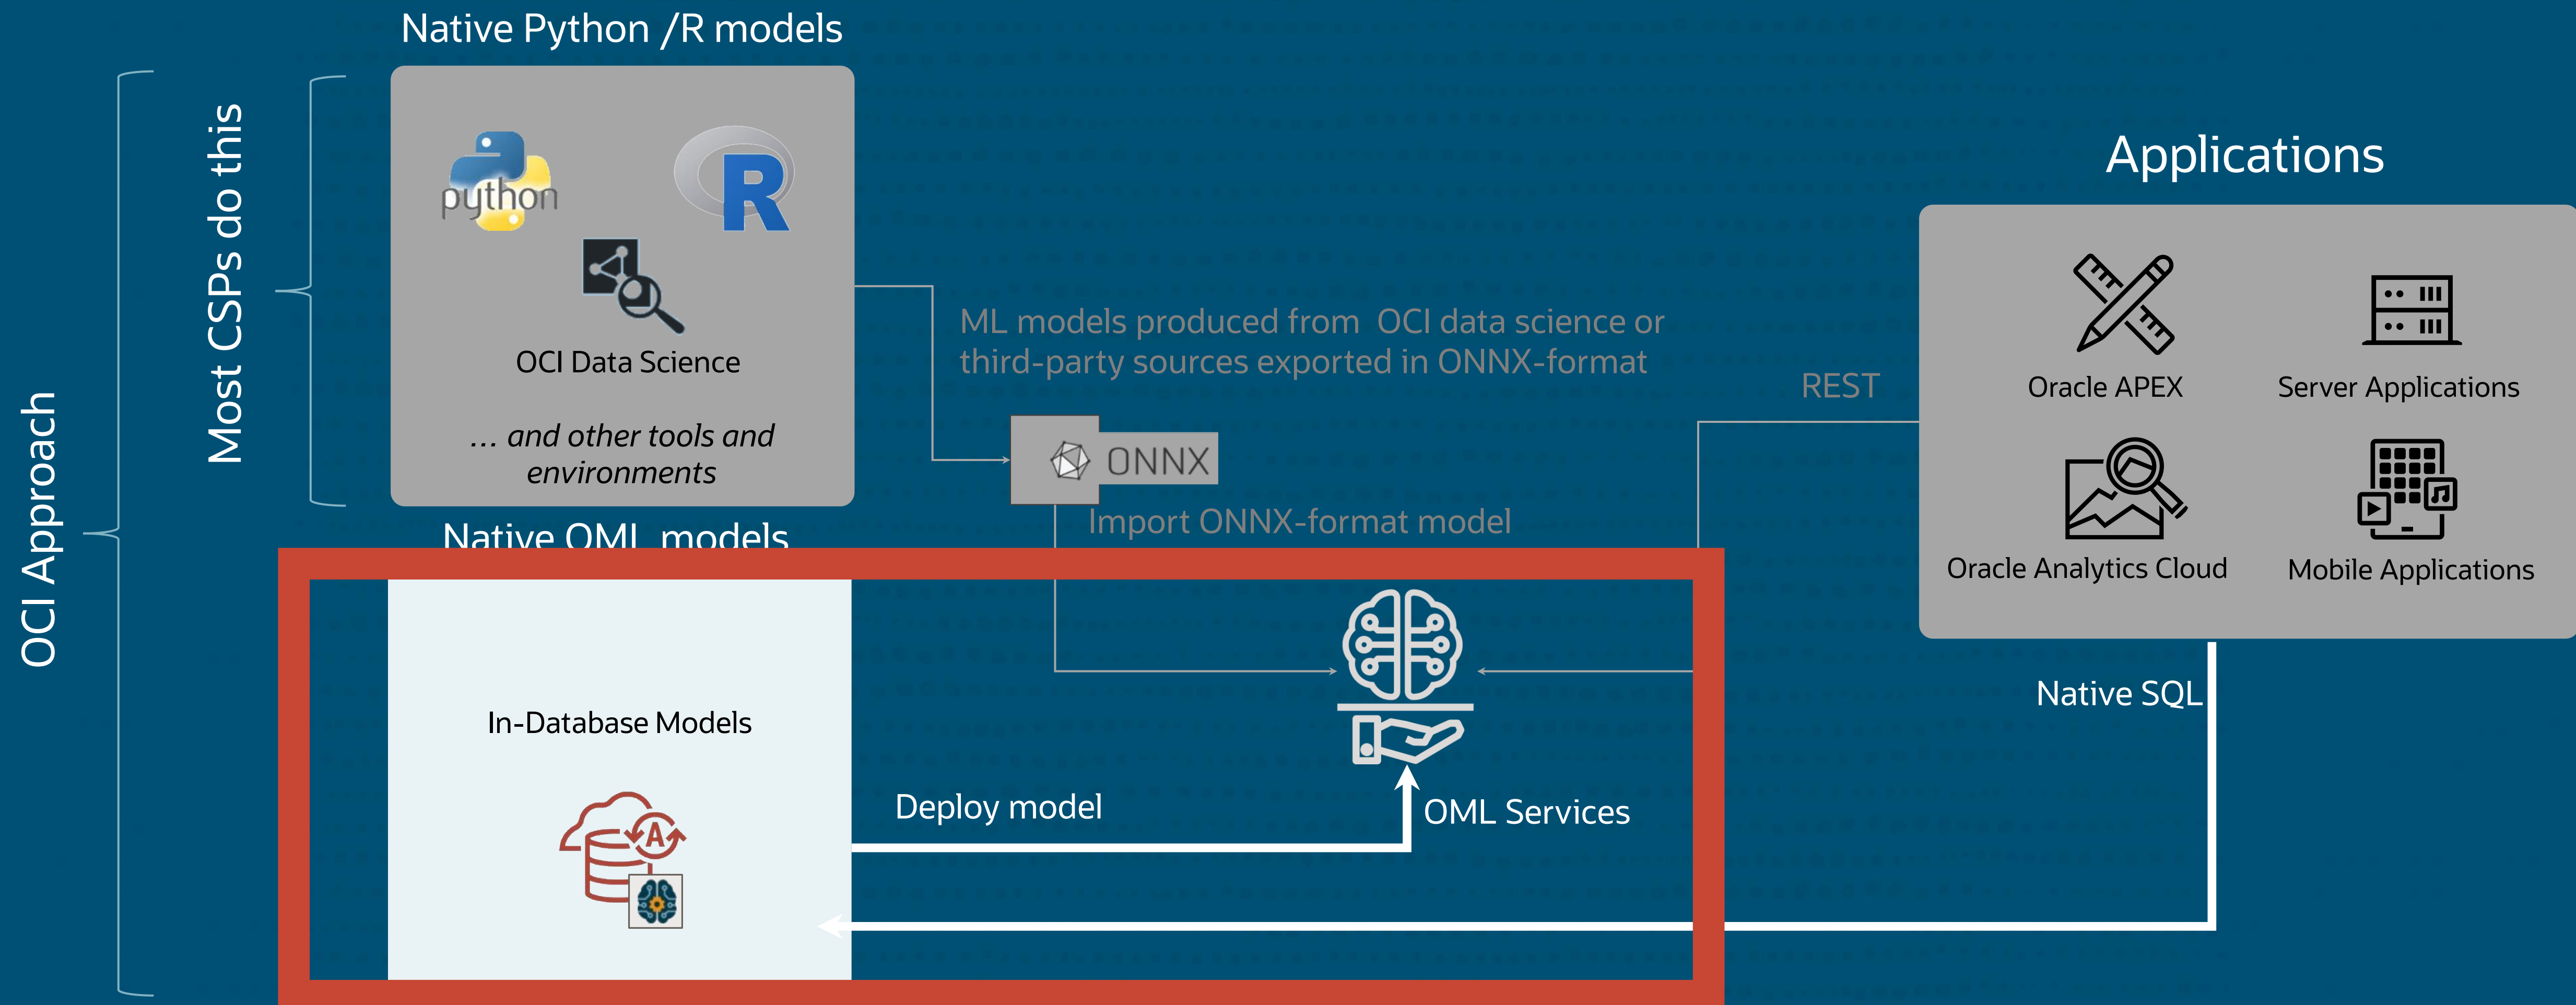 Native Python /R models
OCI Approach
Most CSPs do this
python
R
OCI Data Science
... and other tools and
environments
ML models produced from OCI data science or
third-party sources exported in ONNX-format
ONNX
Import ONNX-format model
REST
Applications
Oracle APEX
Server Applications
Oracle Analytics Cloud
Mobile Applications
Native OML models
In-Database Models
A
Deploy model
OML Services
Native SQL